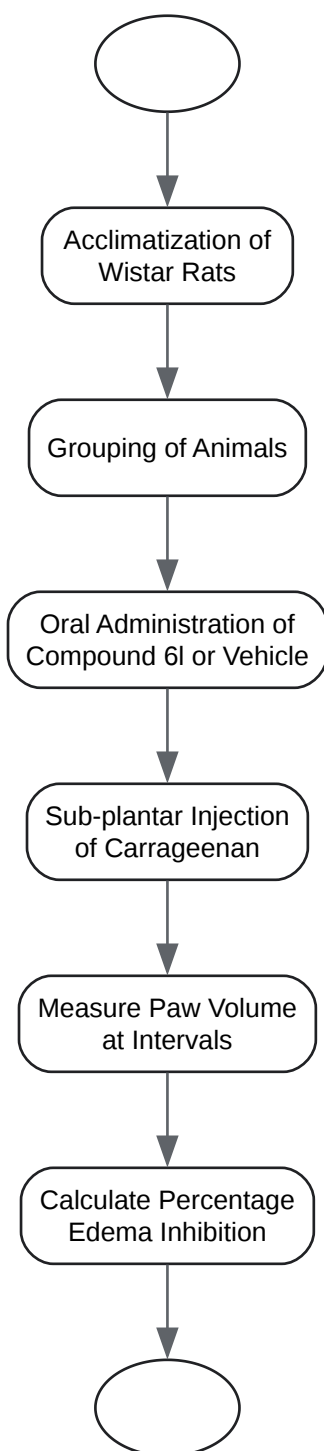 Acclimatization of
Wistar Rats
Grouping of Animals
Oral Administration of
Compound 6l or Vehicle
Sub-plantar Injection
of Carrageenan
Measure Paw Volume
at Intervals
Calculate Percentage
Edema Inhibition